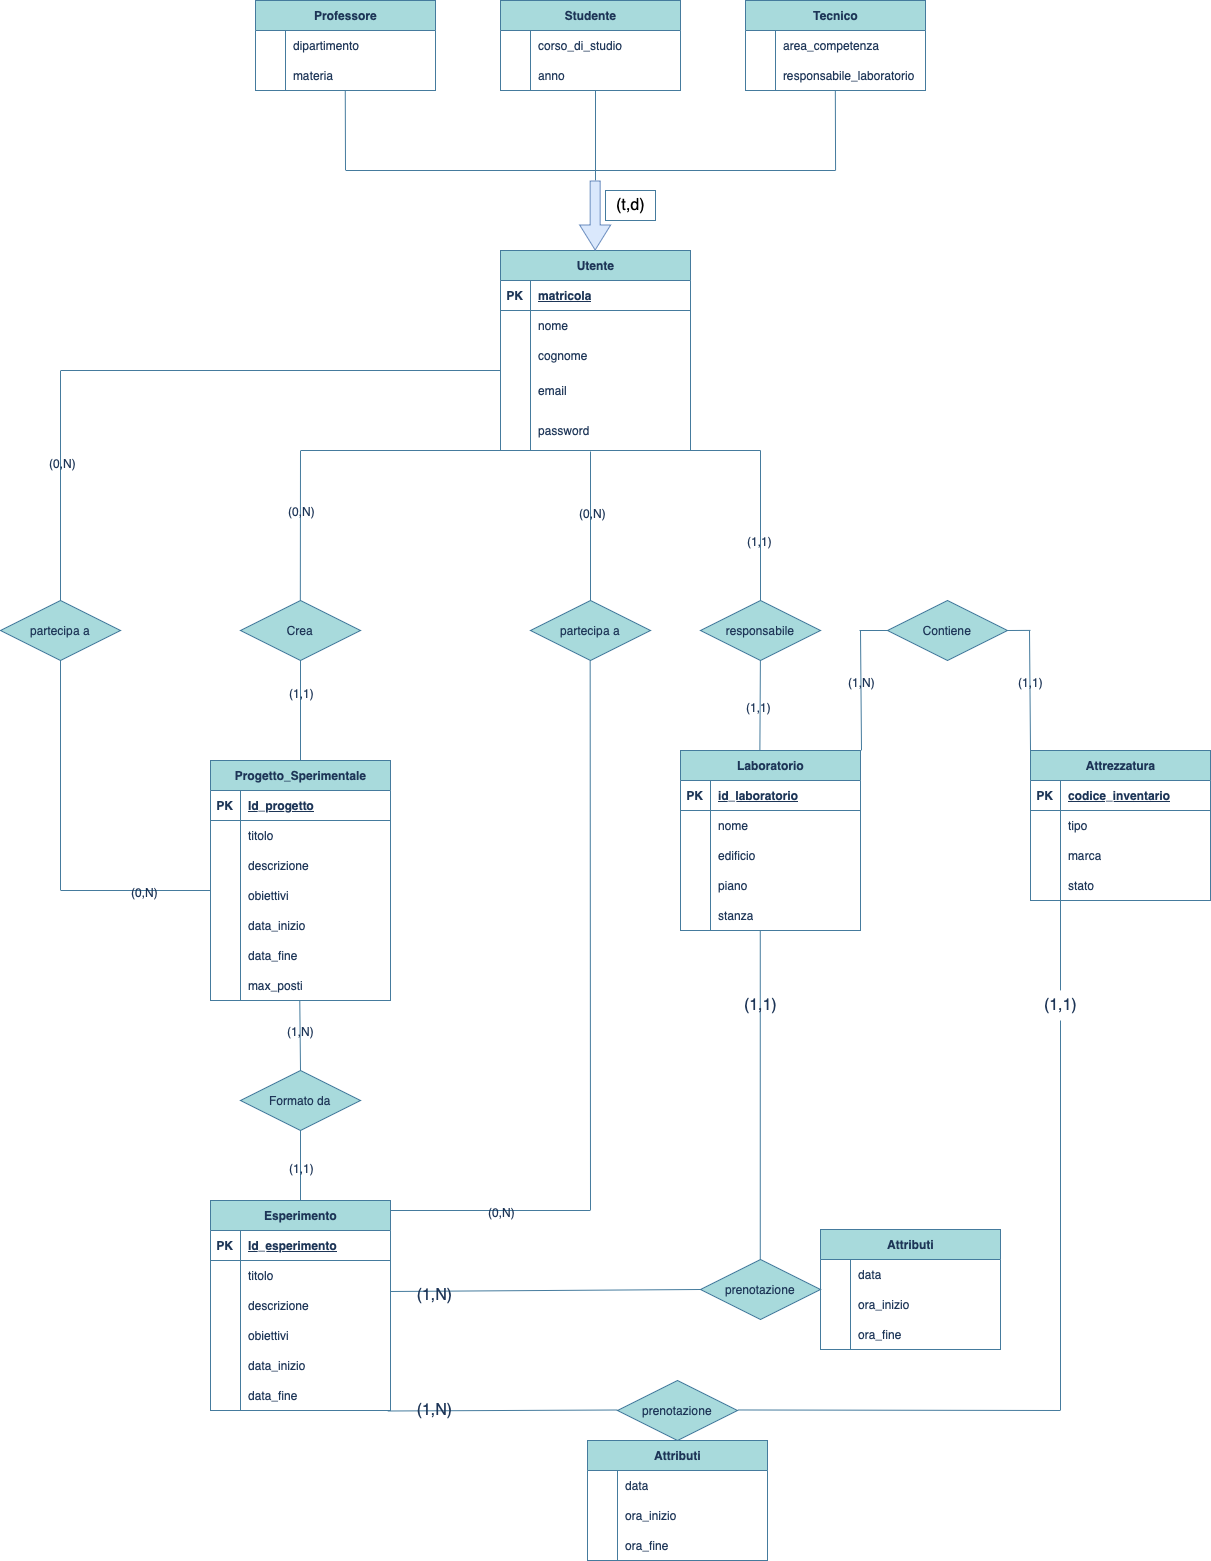 Professore
dipartimento
materia
Studente
corso_di_studio
anno
Tecnico
area_competenza
responsabile_laboratorio
(t,d)
Utente
PK matricola
nome
cognome
email
password
(0,N)
(0,N)
(0,N)
(1,1)
partecipa a
Crea
partecipa a
responsabile
Contiene
(1,1)
(1,1)
(1,N)
(1,1)
Progetto_Sperimentale
PK Id_progetto
titolo
descrizione
obiettivi
data_inizio
data_fine
max_posti
(0,N)
Laboratorio
PK id_laboratorio
nome
edificio
piano
stanza
Attrezzatura
PK codice_inventario
tipo
marca
stato
(1,1)
(1,1)
(1,N)
Formato da
(1,1)
Esperimento
PK Id_esperimento
titolo
descrizione
obiettivi
data_inizio
data_fine
(0,N)
(1,N)
prenotazione
Attributi
data
ora_inizio
ora_fine
(1,N)
prenotazione
Attributi
data
ora_inizio
ora_fine